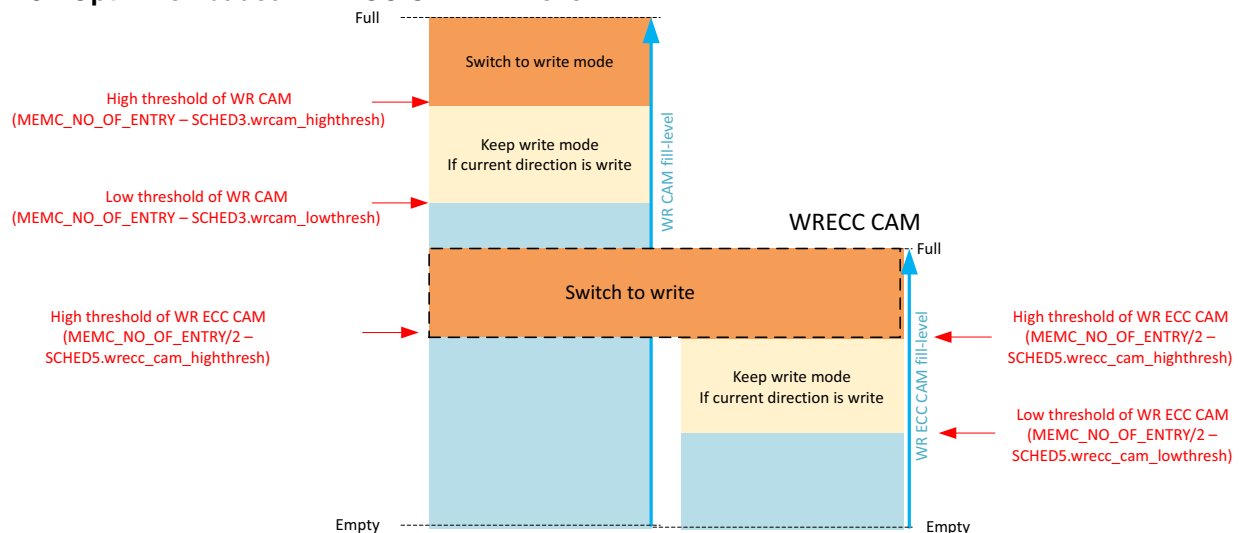 Full
Switch to write mode
High threshold of WR CAM
(MEMC_NO_OF_ENTRY – SCHED3.wrcam_highthresh)
Keep write mode
If current direction is write
WR CAM fill-level
Low threshold of WR CAM
(MEMC_NO_OF_ENTRY – SCHED3.wrcam_lowthresh)
WRECC CAM
Full
Switch to write
High threshold of WR ECC CAM
(MEMC_NO_OF_ENTRY/2 –
SCHED5.wrecc_cam_highthresh)
High threshold of WR ECC CAM
(MEMC_NO_OF_ENTRY/2 –
SCHED5.wrecc_cam_highthresh)
Keep write mode
If current direction is write
WR ECC CAM fill-level
Low threshold of WR ECC CAM
(MEMC_NO_OF_ENTRY/2 –
SCHED5.wrecc_cam_lowthresh)
Empty
Empty